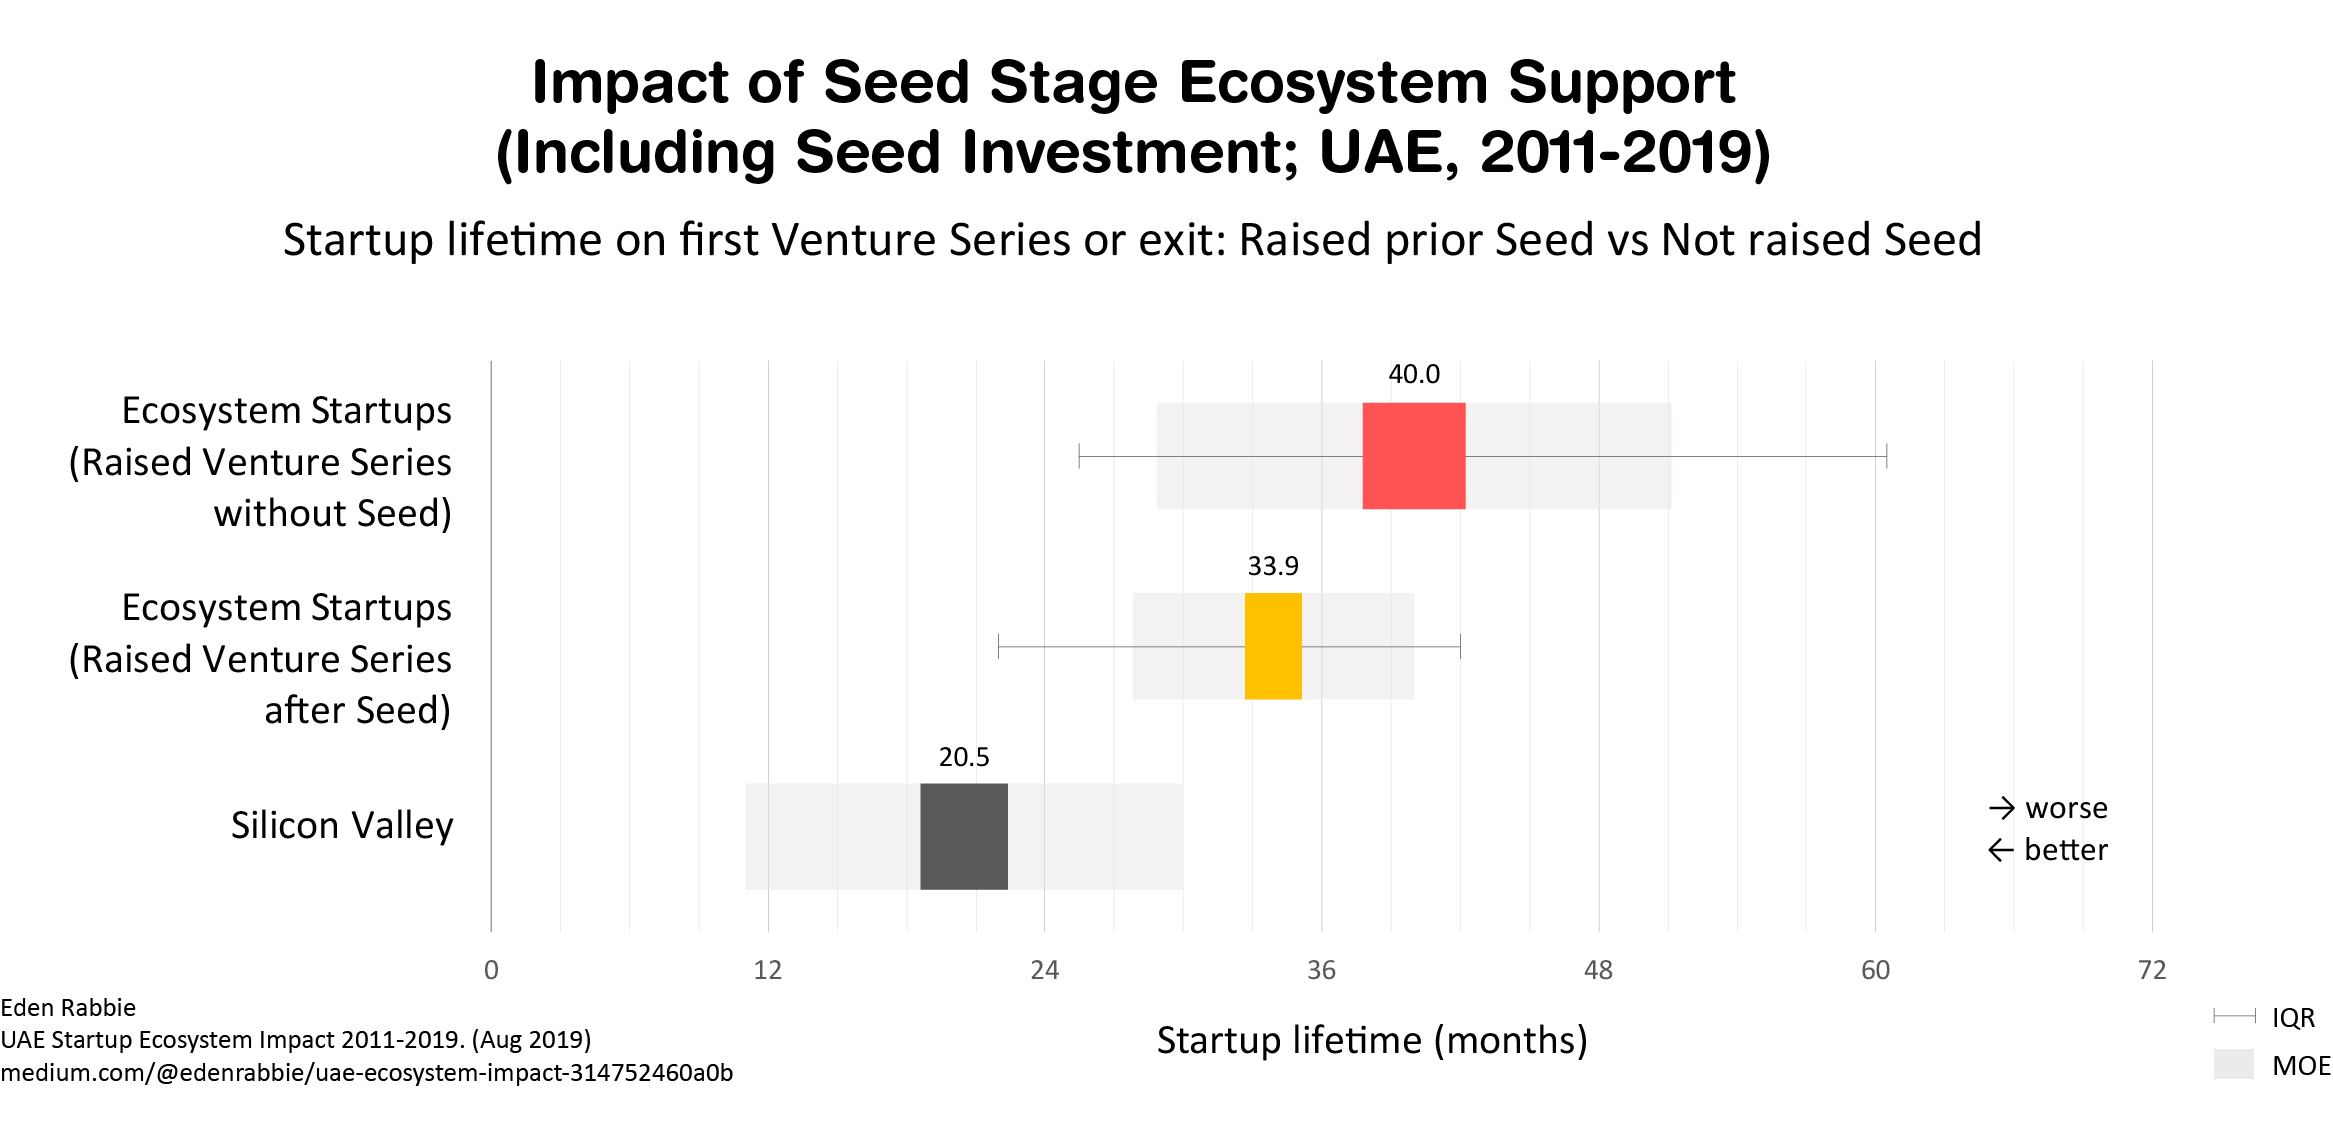 Impact of Seed Stage Ecosystem Support
(Including Seed Investment; UAE, 2011-2019)
Startup lifetime on first Venture Series or exit: Raised prior Seed vs Not raised Seed
40.0
Ecosystem Startups
(Raised Venture Series
without Seed)
33.9
Ecosystem Startups
(Raised Venture Series
after Seed)
20.5
Silicon Valley
→ worse
← better
0 12 24 36 48 60 72
Startup lifetime (months)
IQR
MOE
Eden Rabbie
UAE Startup Ecosystem Impact 2011-2019. (Aug 2019)
medium.com/@edenrabbie/uae-ecosystem-impact-314752460a0b